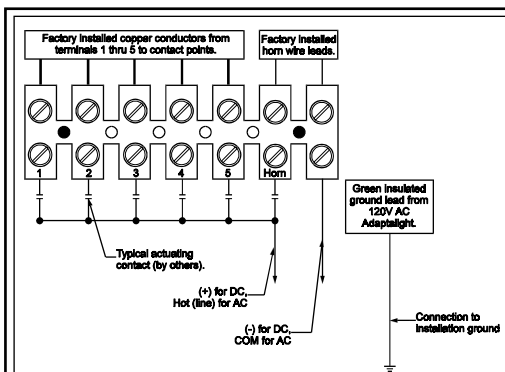 Factory installed copper conductors from
terminals 1 thru 5 to contact points.
Factory installed
horn wire leads.
1 2 3 4 5 Horn
Green insulated
ground lead from
120V AC
Adaptalight.
Typical actuating
contact (by others).
(+) for DC,
Hot (line) for AC
(-) for DC,
COM for AC
Connection to
installation ground